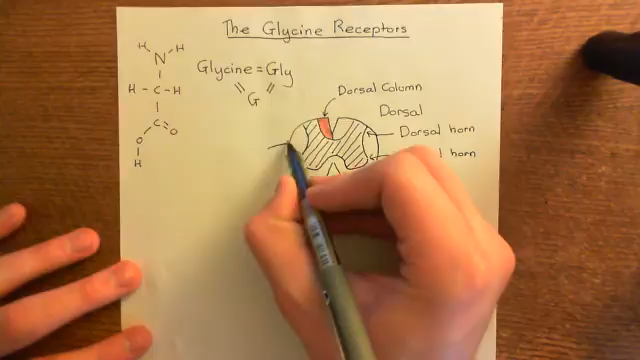 The Glycine Receptors
H H
N
Glycine = Gly
H - C - H
G
Dorsal Column
Dorsal
C
O
Dorsal horn
O
horn
H